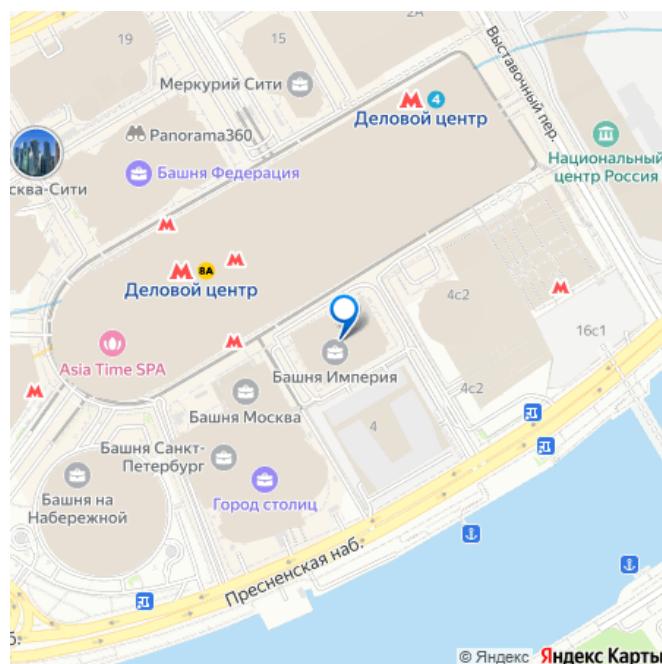 2А
19
15
Меркурий Сити
4
Деловой центр
Выставочный пер.
Panorama360
Национальный
центр Россия
сква-Сити
Башня Федерация
8А
Деловой центр
4с2
16с1
Asia Time SPA
Башня Империя
4с2
Башня Москва
4
Башня Санкт-
Петербург
Башня на
Набережной
Город столиц
Пресненская наб.
б.
© Яндекс Яндекс Карты